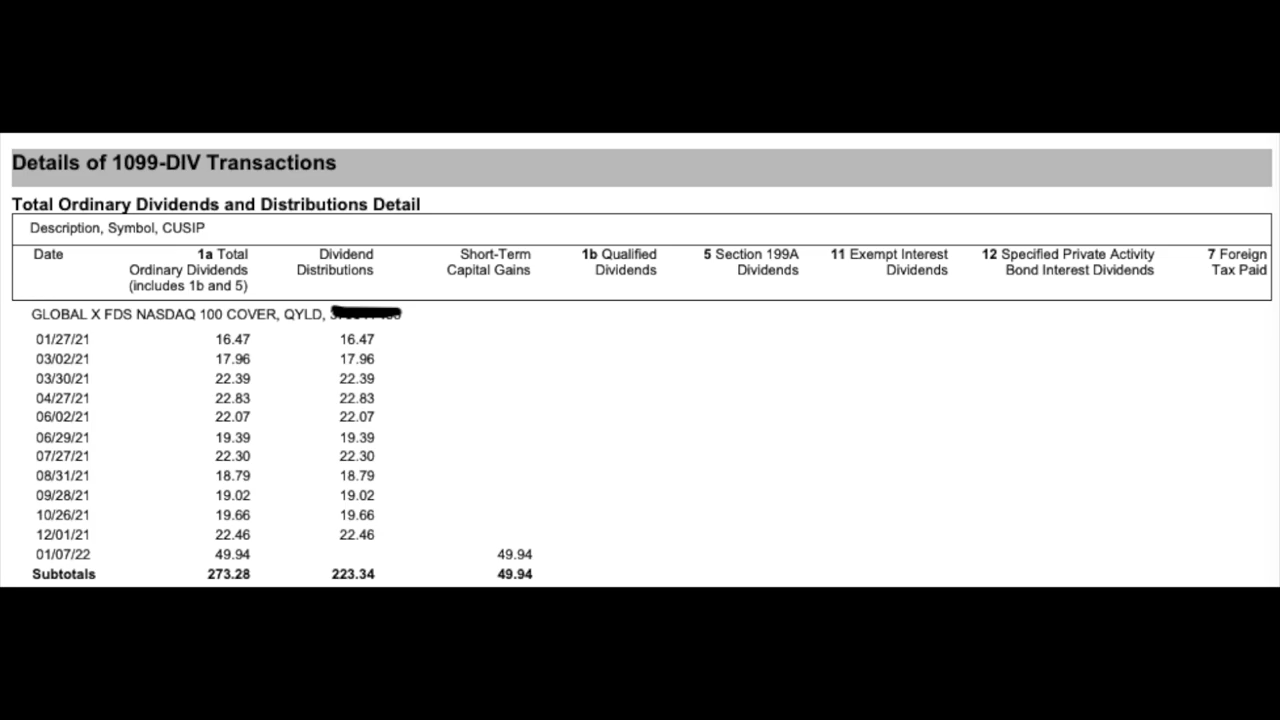 Details of 1099-DIV Transactions
Total Ordinary Dividends and Distributions Detail
Description, Symbol, CUSIP
Date 1a Total Ordinary Dividends (includes 1b and 5) Dividend Distributions Short-Term Capital Gains 1b Qualified Dividends 5 Section 199A Dividends 11 Exempt Interest Dividends 12 Specified Private Activity Bond Interest Dividends 7 Foreign Tax Paid
GLOBAL X FDS NASDAQ 100 COVER, QYLD,
01/27/21 16.47 16.47
03/02/21 17.96 17.96
03/30/21 22.39 22.39
04/27/21 22.83 22.83
06/02/21 22.07 22.07
06/29/21 19.39 19.39
07/27/21 22.30 22.30
08/31/21 18.79 18.79
09/28/21 19.02 19.02
10/26/21 19.66 19.66
12/01/21 22.46 22.46
01/07/22 49.94 49.94
Subtotals 273.28 223.34 49.94